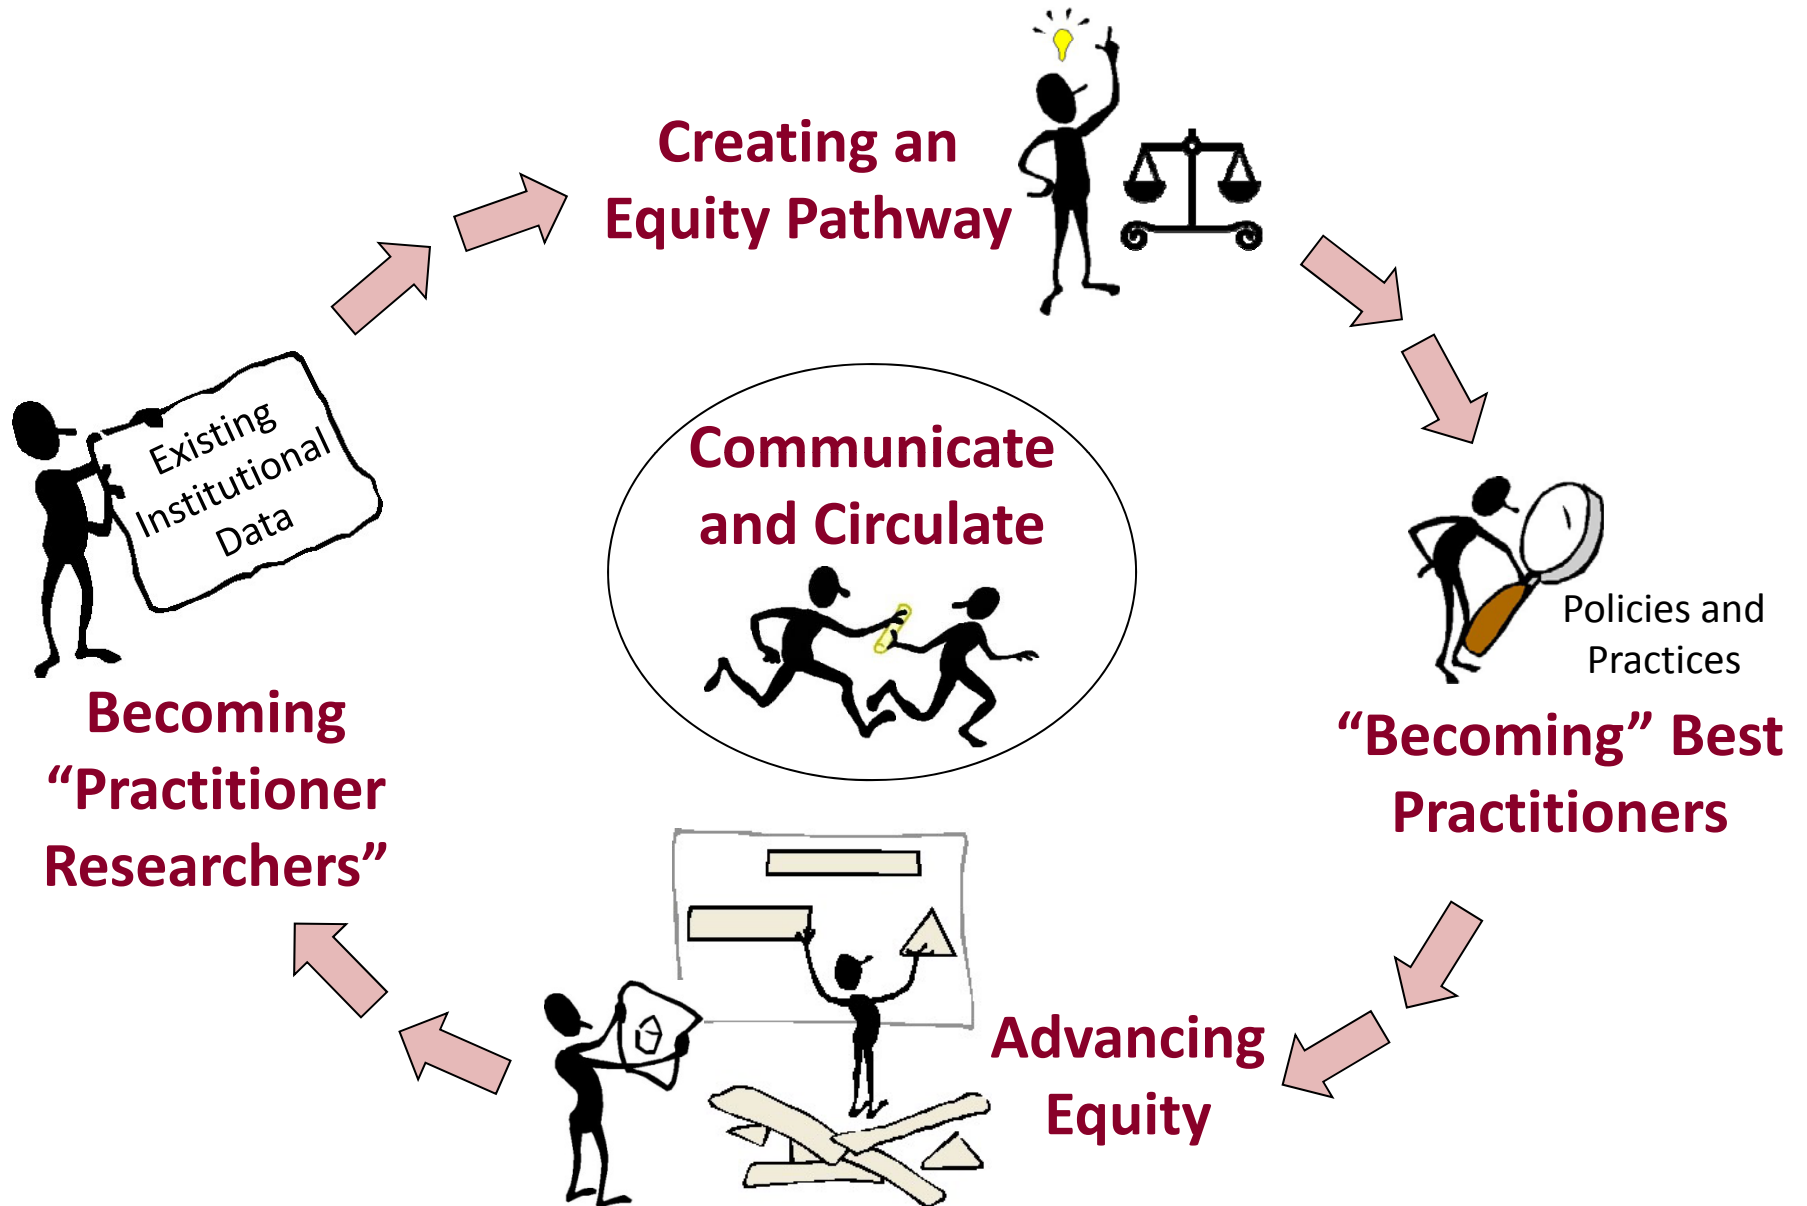 Creating an
Equity Pathway
Existing
Institutional
Data
Communicate
and Circulate
Policies and
Practices
Becoming
“Practitioner
Researchers”
“Becoming” Best
Practitioners
Advancing
Equity